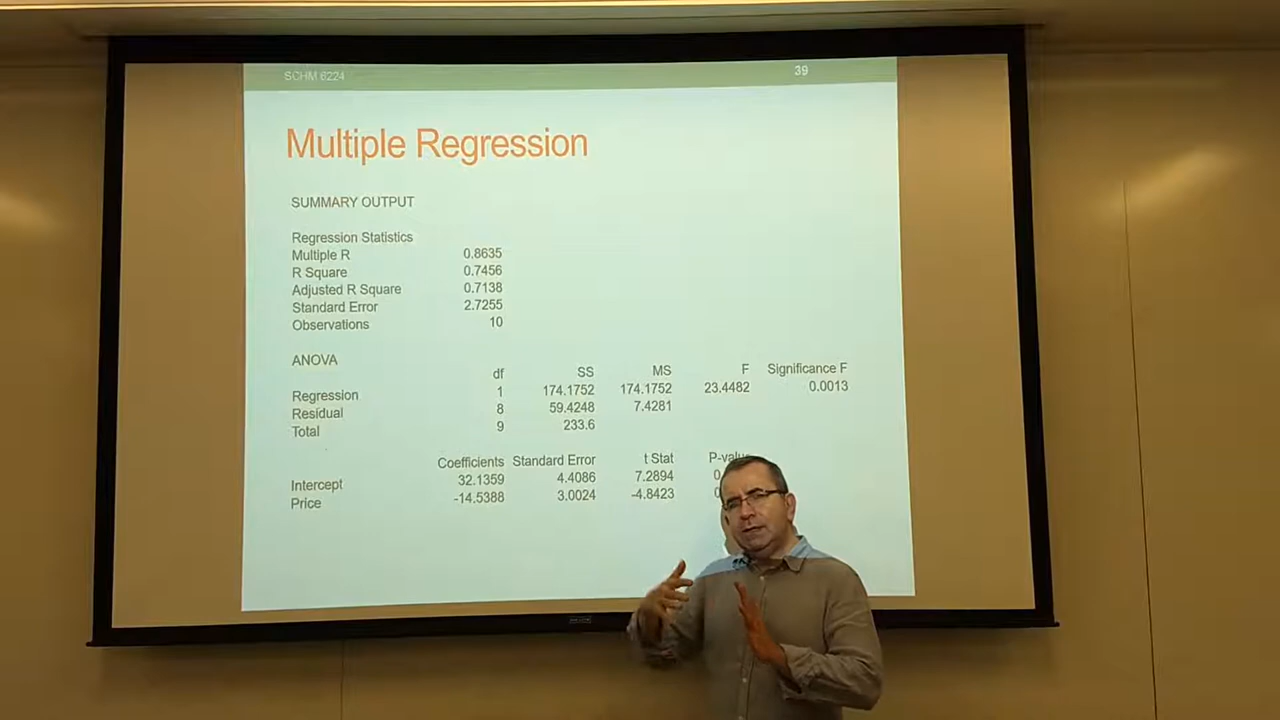 SCHM 6224 39
Multiple Regression
SUMMARY OUTPUT
Regression Statistics
Multiple R 0.8635
R Square 0.7456
Adjusted R Square 0.7138
Standard Error 2.7255
Observations 10
ANOVA
df SS MS F Significance F
Regression 1 174.1752 174.1752 23.4482 0.0013
Residual 8 59.4248 7.4281
Total 9 233.6
Coefficients Standard Error t Stat
Intercept 32.1359 4.4086 7.2894
Price -14.5388 3.0024 -4.8423